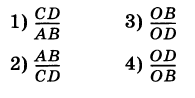 1) CD/AB 3) OB/OD
2) AB/CD 4) OD/OB